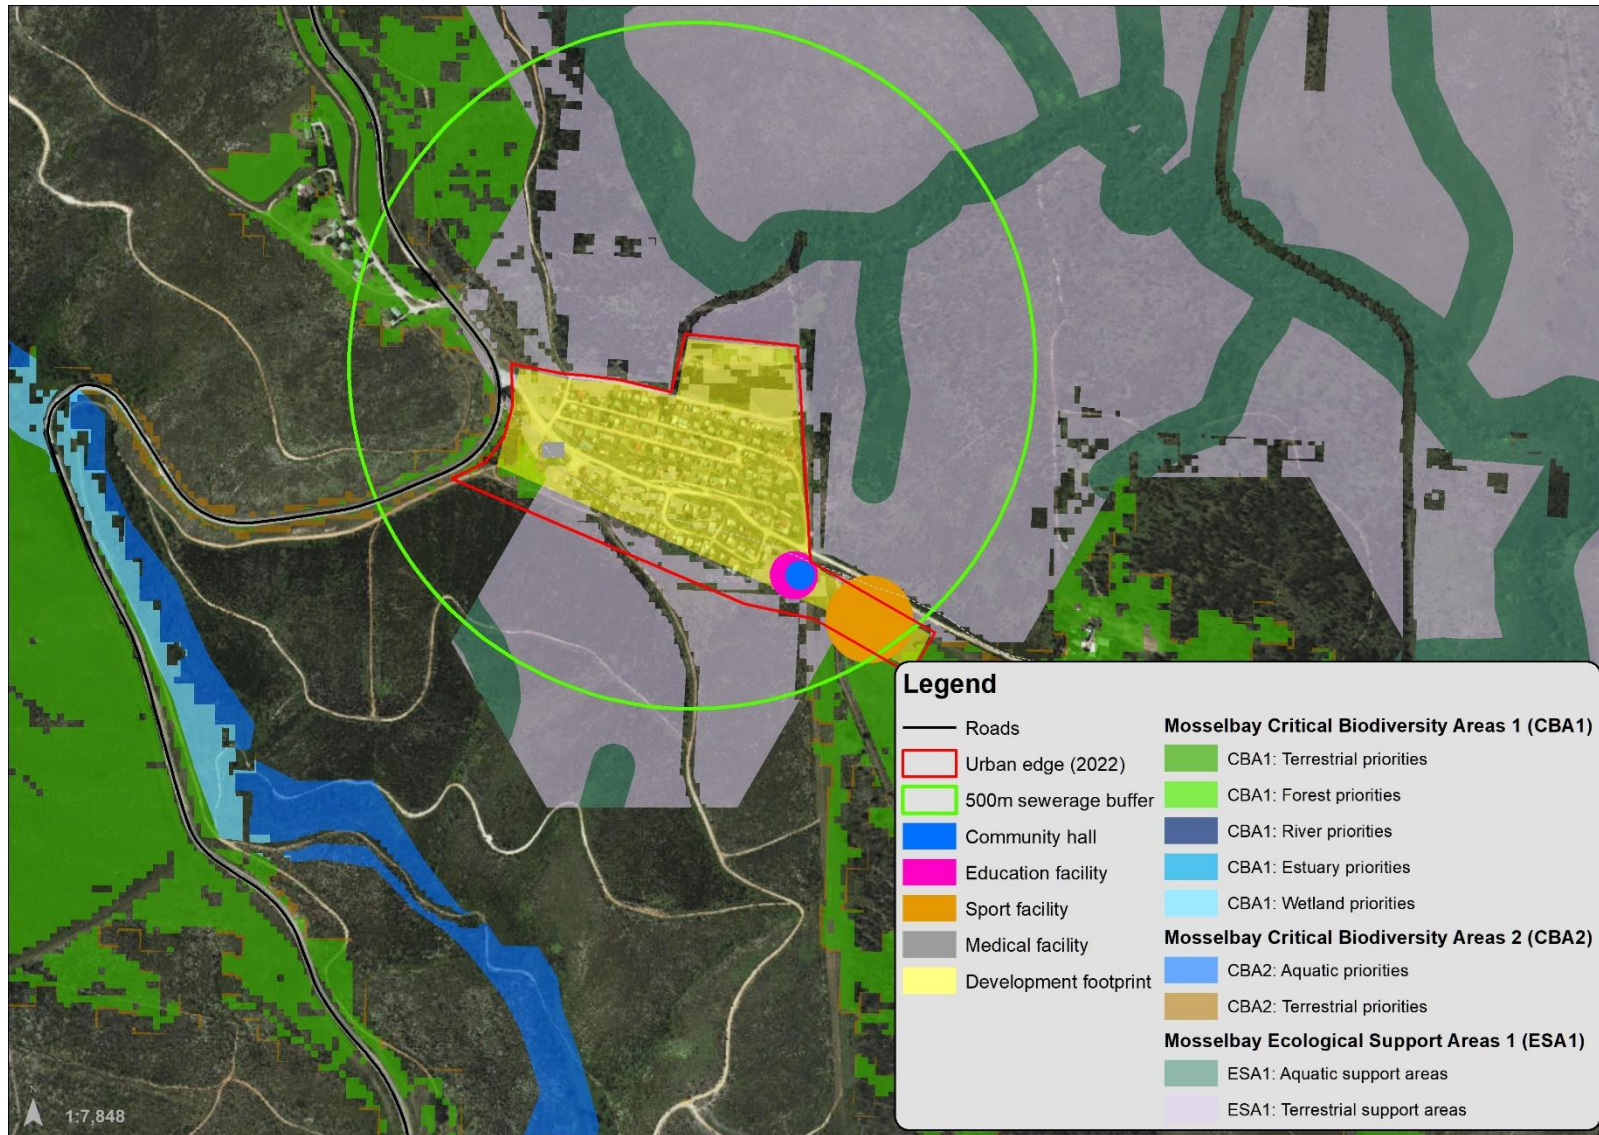 Legend
Roads
Urban edge (2022)
500m sewerage buffer
Community hall
Education facility
Sport facility
Medical facility
Development footprint
Mosselbay Critical Biodiversity Areas 1 (CBA1)
CBA1: Terrestrial priorities
CBA1: Forest priorities
CBA1: River priorities
CBA1: Estuary priorities
CBA1: Wetland priorities
Mosselbay Critical Biodiversity Areas 2 (CBA2)
CBA2: Aquatic priorities
CBA2: Terrestrial priorities
Mosselbay Ecological Support Areas 1 (ESA1)
ESA1: Aquatic support areas
ESA1: Terrestrial support areas
N
1:7,848